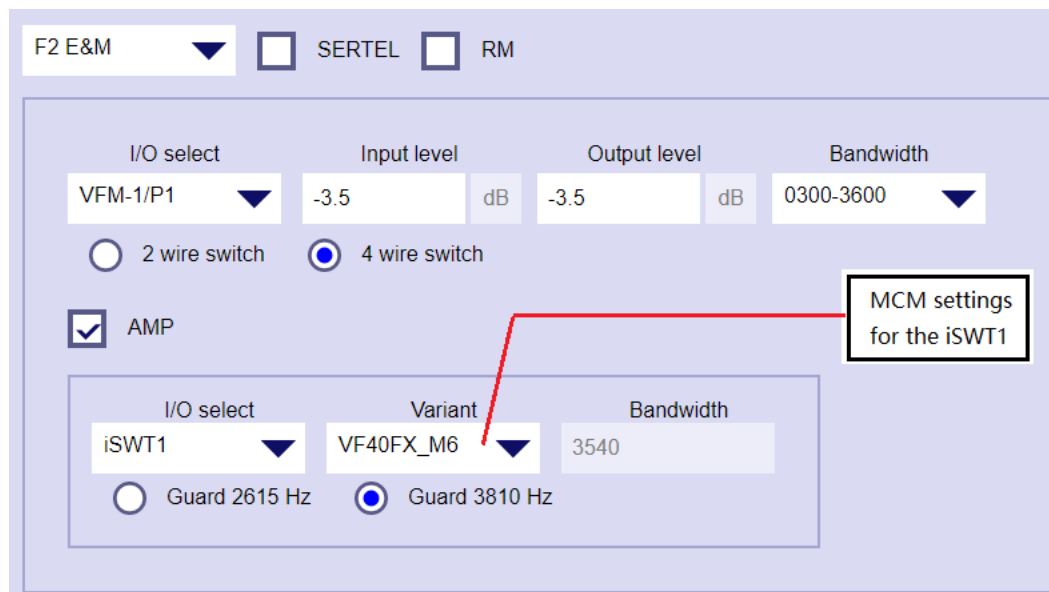 F2 E&M SERTEL RM
I/O select Input level Output level Bandwidth
VFM-1/P1 -3.5 dB -3.5 dB 0300-3600
2 wire switch 4 wire switch
MCM settings
for the iSWT1
AMP
I/O select Variant Bandwidth
iSWT1 VF40FX_M6 3540
Guard 2615 Hz Guard 3810 Hz